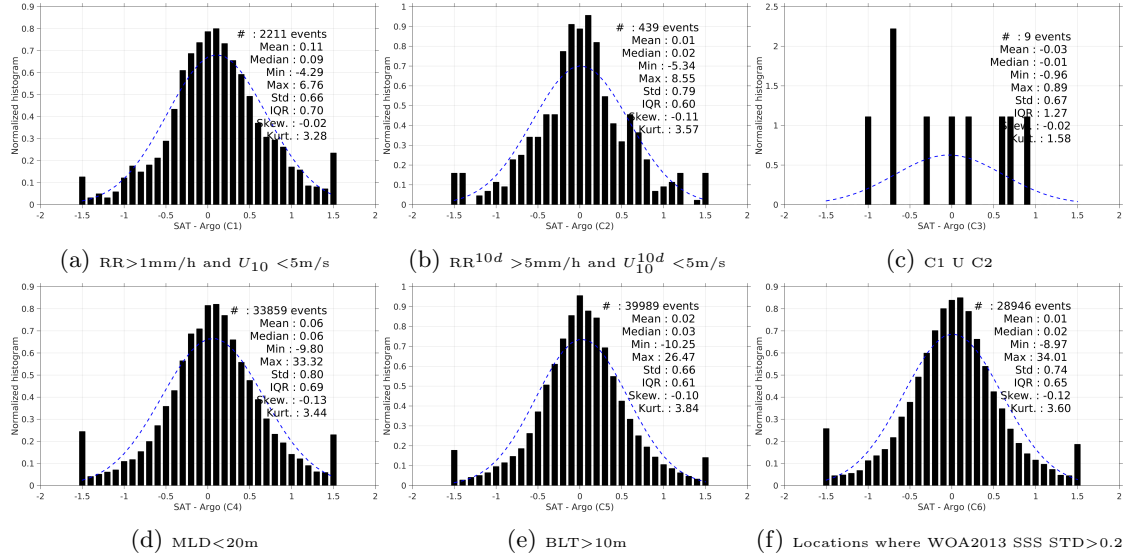 # : 2211 events
Mean : 0.11
Median : 0.09
Min : -4.29
Max : 6.76
Std : 0.66
IQR : 0.70
Skew. : -0.02
Kurt. : 3.28
Normalized histogram
0.9
0.8
0.7
0.6
0.5
0.4
0.3
0.2
0.1
0
-2 -1.5 -1 -0.5 0 0.5 1 1.5 2
SAT - Argo (C1)
(a) RR>1mm/h and U₁₀ <5m/s
# : 439 events
Mean : 0.01
Median : 0.02
Min : -5.34
Max : 8.55
Std : 0.79
IQR : 0.60
Skew. : -0.11
Kurt. : 3.57
Normalized histogram
1
0.9
0.8
0.7
0.6
0.5
0.4
0.3
0.2
0.1
0
-2 -1.5 -1 -0.5 0 0.5 1 1.5 2
SAT - Argo (C2)
(b) RR¹⁰ᵈ >5mm/h and U₁₀¹⁰ᵈ <5m/s
# : 9 events
Mean : -0.03
Median : -0.01
Min : -0.96
Max : 0.89
Std : 0.67
IQR : 1.27
Skew. : -0.02
Kurt. : 1.58
Normalized histogram
2.5
2
1.5
1
0.5
0
-2 -1.5 -1 -0.5 0 0.5 1 1.5 2
SAT - Argo (C3)
(c) C1 U C2
# : 33859 events
Mean : 0.06
Median : 0.06
Min : -9.80
Max : 33.32
Std : 0.80
IQR : 0.69
Skew. : -0.13
Kurt. : 3.44
Normalized histogram
0.9
0.8
0.7
0.6
0.5
0.4
0.3
0.2
0.1
0
-2 -1.5 -1 -0.5 0 0.5 1 1.5 2
SAT - Argo (C4)
(d) MLD<20m
# : 39989 events
Mean : 0.02
Median : 0.03
Min : -10.25
Max : 26.47
Std : 0.66
IQR : 0.61
Skew. : -0.10
Kurt. : 3.84
Normalized histogram
1
0.9
0.8
0.7
0.6
0.5
0.4
0.3
0.2
0.1
0
-2 -1.5 -1 -0.5 0 0.5 1 1.5 2
SAT - Argo (C5)
(e) BLT>10m
# : 28946 events
Mean : 0.01
Median : 0.02
Min : -8.97
Max : 34.01
Std : 0.74
IQR : 0.65
Skew. : -0.12
Kurt. : 3.60
Normalized histogram
0.9
0.8
0.7
0.6
0.5
0.4
0.3
0.2
0.1
0
-2 -1.5 -1 -0.5 0 0.5 1 1.5 2
SAT - Argo (C6)
(f) Locations where WOA2013 SSS STD>0.2